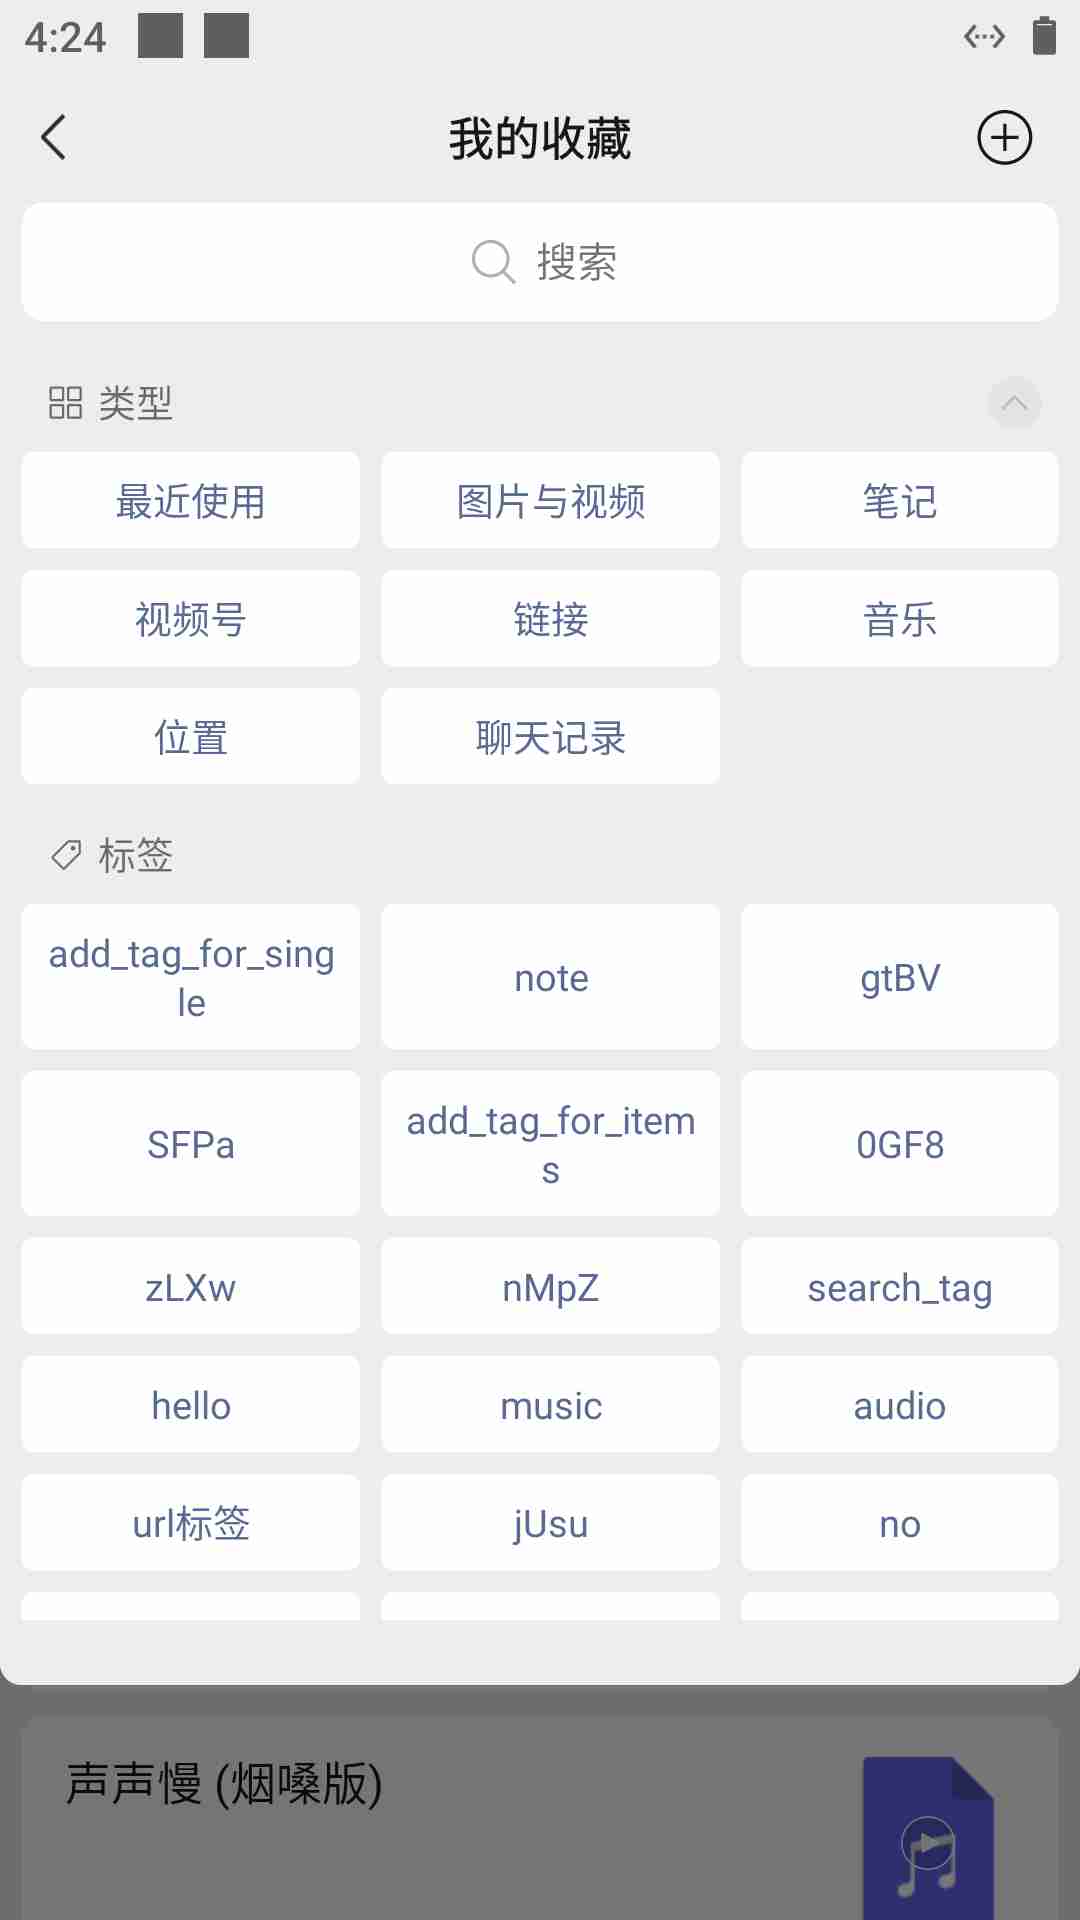 4:24
我的收藏
搜索
类型
最近使用
图片与视频
笔记
视频号
链接
音乐
位置
聊天记录
标签
add_tag_for_sing
le
note
gtBV
SFPa
add_tag_for_item
s
0GF8
zLXw
nMpZ
search_tag
hello
music
audio
url标签
jUsu
no
声声慢 (烟嗓版)